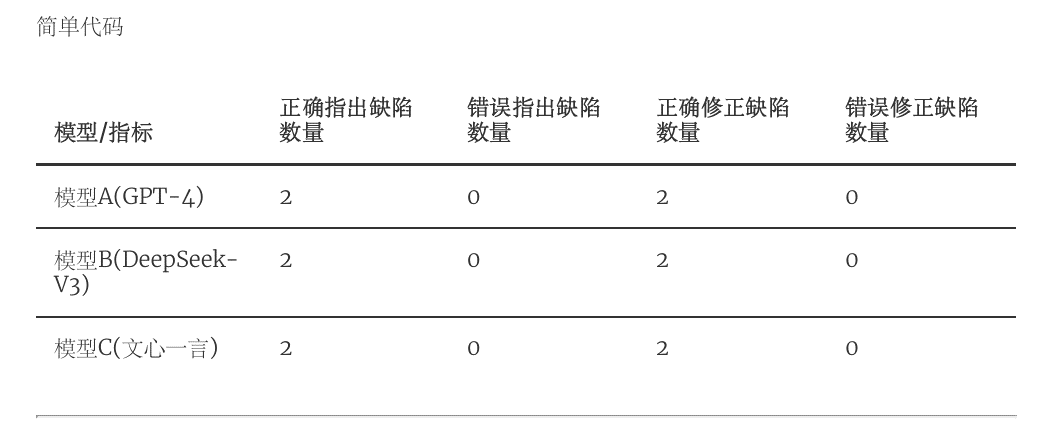 简单代码
模型/指标 正确指出缺陷数量 错误指出缺陷数量 正确修正缺陷数量 错误修正缺陷数量
模型A(GPT-4) 2 0 2 0
模型B(DeepSeek-V3) 2 0 2 0
模型C(文心一言) 2 0 2 0